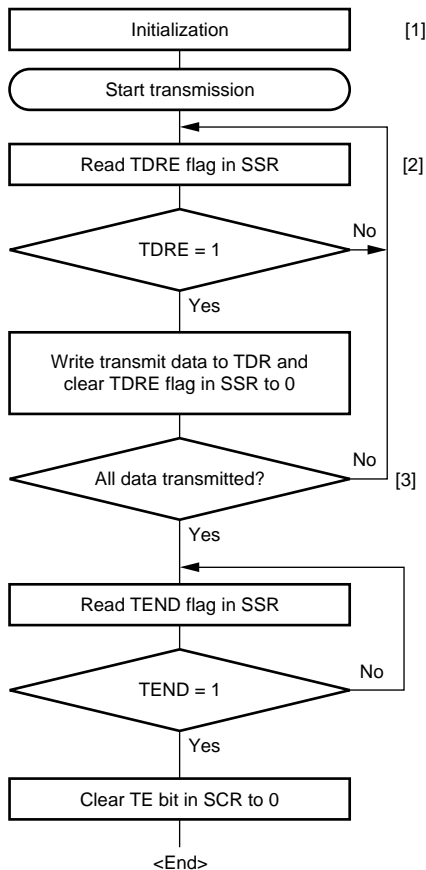 Initialization
[1]
Start transmission
Read TDRE flag in SSR
[2]
No
TDRE = 1
Yes
Write transmit data to TDR and
clear TDRE flag in SSR to 0
No
All data transmitted?
[3]
Yes
Read TEND flag in SSR
No
TEND = 1
Yes
Clear TE bit in SCR to 0
<End>